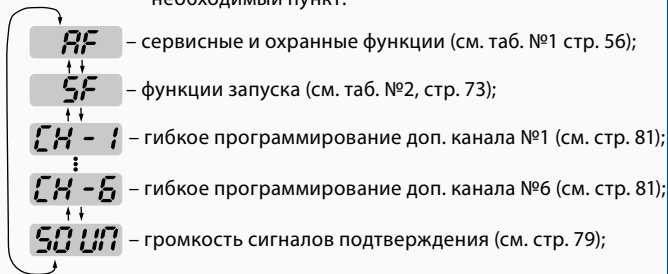 необходимый пункт:
AF – сервисные и охранные функции (см. таб. №1 стр. 56);
SF – функции запуска (см. таб. №2, стр. 73);
CH - 1 – гибкое программирование доп. канала №1 (см. стр. 81);
CH - 6 – гибкое программирование доп. канала №6 (см. стр. 81);
SOUN – громкость сигналов подтверждения (см. стр. 79);